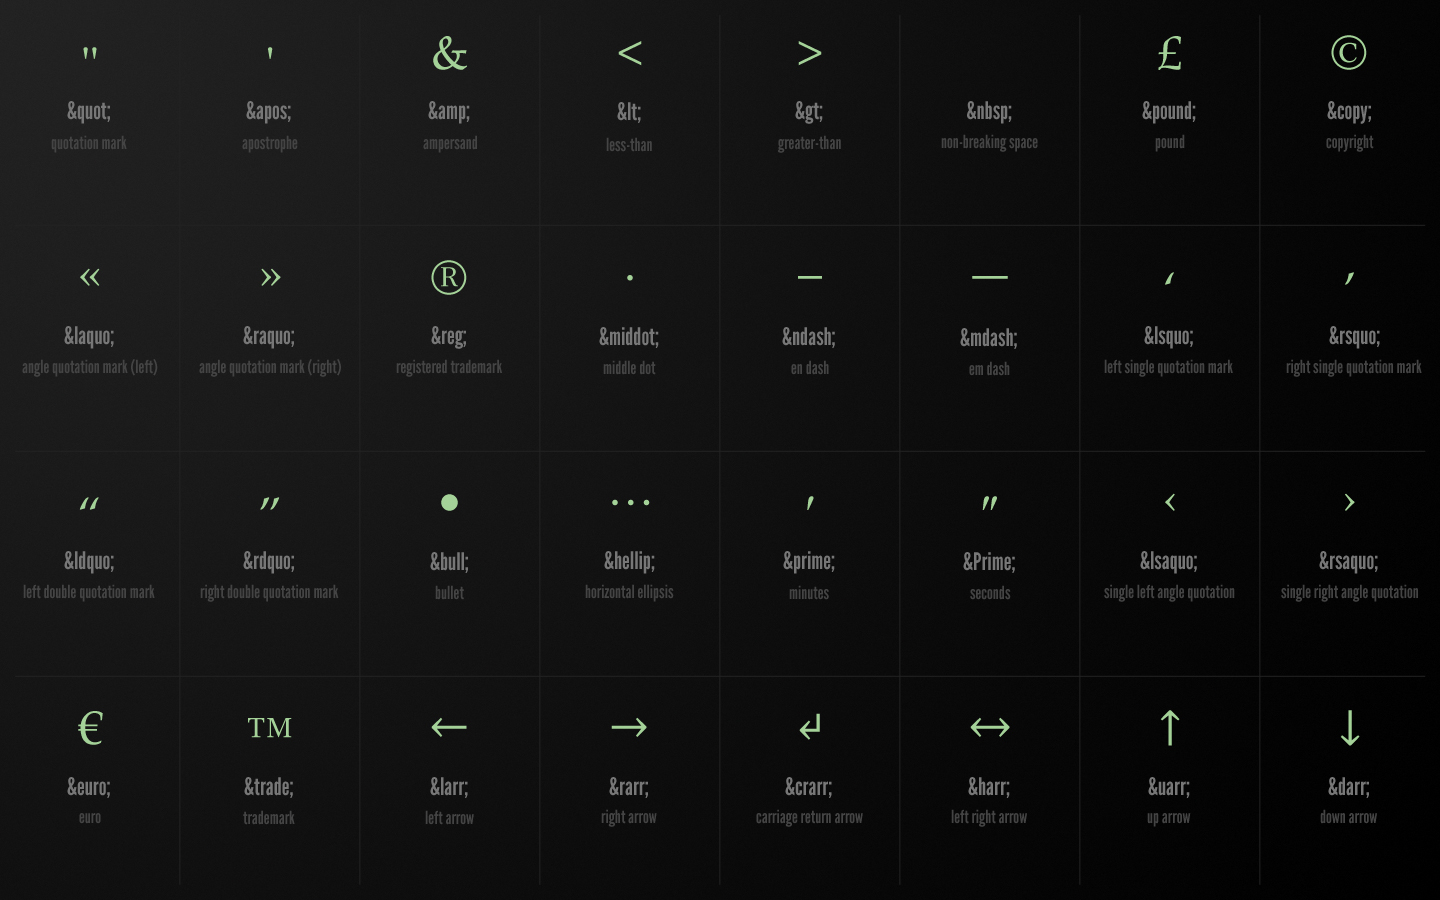 " ' & < > £ ©
&quot; &apos; &amp; &lt; &gt; &nbsp; &pound; &copy;
quotation mark apostrophe ampersand less-than greater-than non-breaking space pound copyright
« » ® · – — ‘ ’
&laquo; &raquo; &reg; &middot; &ndash; &mdash; &lsquo; &rsquo;
angle quotation mark (left) angle quotation mark (right) registered trademark middle dot en dash em dash left single quotation mark right single quotation mark
“ ” • … ′ ″ ‹ ›
&ldquo; &rdquo; &bull; &hellip; &prime; &Prime; &lsaquo; &rsaquo;
left double quotation mark right double quotation mark bullet horizontal ellipsis minutes seconds single left angle quotation single right angle quotation
€ ™ ← → ↵ ↔ ↑ ↓
&euro; &trade; &larr; &rarr; &crarr; &harr; &uarr; &darr;
euro trademark left arrow right arrow carriage return arrow left right arrow up arrow down arrow